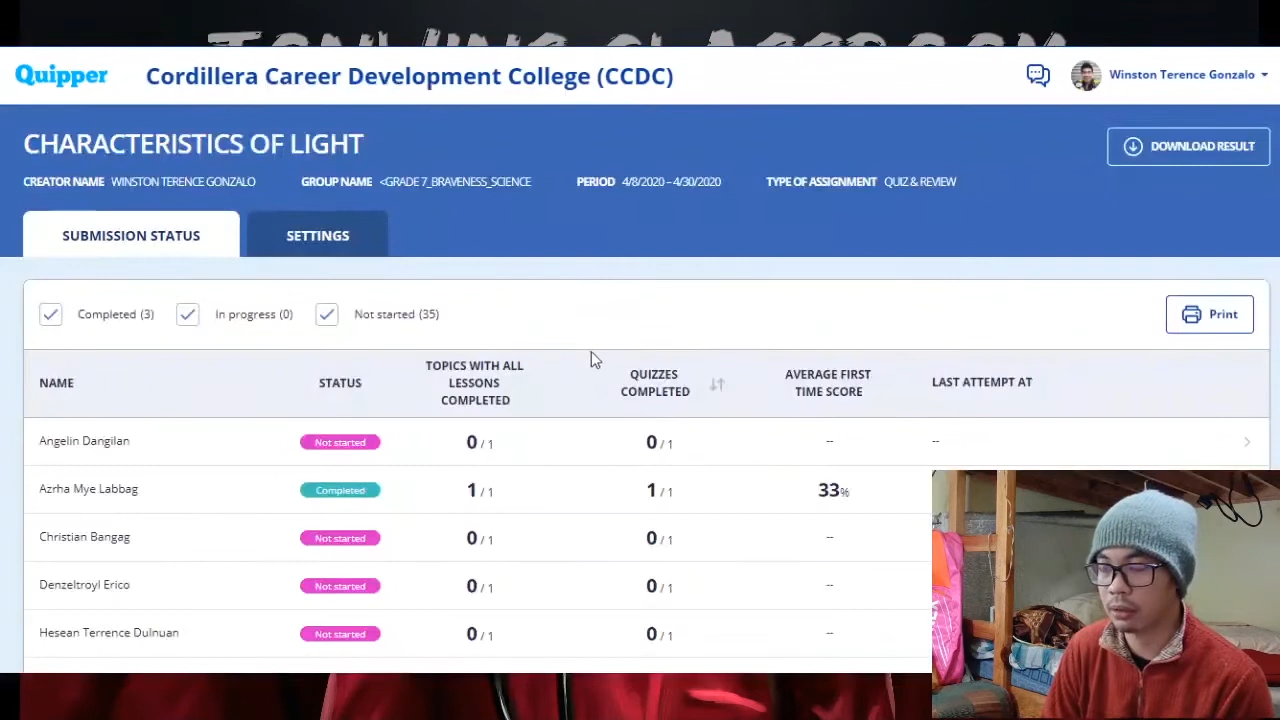 Quipper
Cordillera Career Development College (CCDC)
Winston Terence Gonzalo
CHARACTERISTICS OF LIGHT
DOWNLOAD RESULT
CREATOR NAME WINSTON TERENCE GONZALO GROUP NAME <GRADE 7_BRAVENESS_SCIENCE PERIOD 4/8/2020 – 4/30/2020 TYPE OF ASSIGNMENT QUIZ & REVIEW
SUBMISSION STATUS SETTINGS
Completed (3) In progress (0) Not started (35) Print
NAME STATUS TOPICS WITH ALL LESSONS COMPLETED QUIZZES COMPLETED AVERAGE FIRST TIME SCORE LAST ATTEMPT AT
Angelin Dangilan Not started 0 / 1 0 / 1 -- --
Azrha Mye Labbag Completed 1 / 1 1 / 1 33%
Christian Bangag Not started 0 / 1 0 / 1 --
Denzeltroyl Erico Not started 0 / 1 0 / 1 --
Hesean Terrence Dulnuan Not started 0 / 1 0 / 1 --